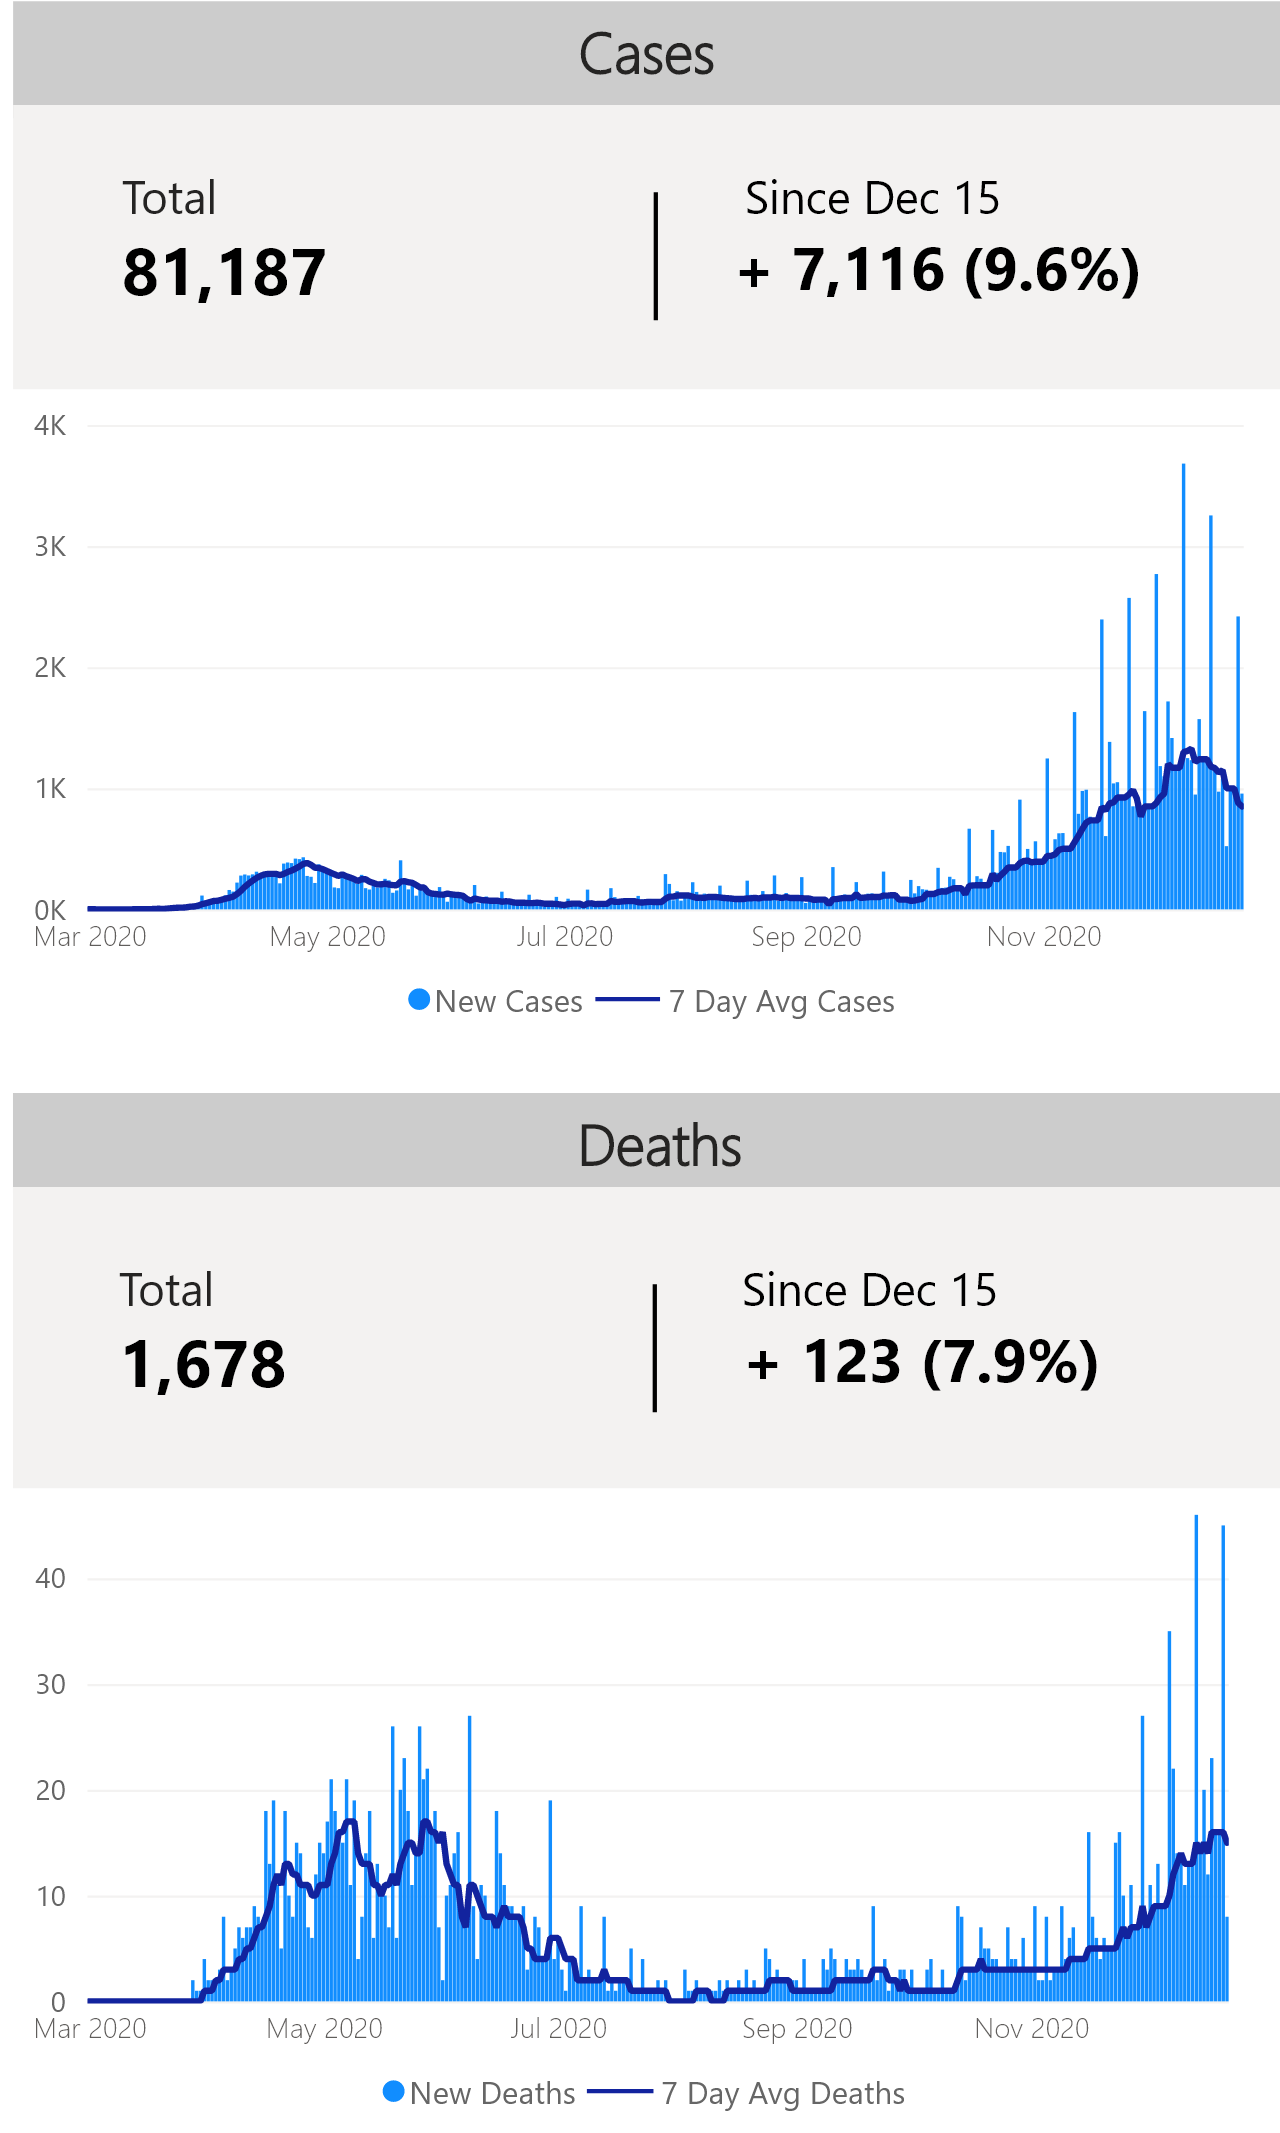 Cases
Total
Since Dec 15
81,187
+ 7,116 (9.6%)
4K
3K
2K
1K
0K
Mar 2020 May 2020 Jul 2020 Sep 2020 Nov 2020
New Cases 7 Day Avg Cases
Deaths
Total
Since Dec 15
1,678
+ 123 (7.9%)
40
30
20
10
0
Mar 2020 May 2020 Jul 2020 Sep 2020 Nov 2020
New Deaths 7 Day Avg Deaths